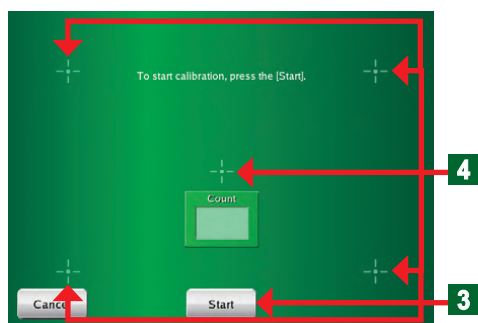 To start calibration, press the [Start].
4
Count
Cancel
Start
3